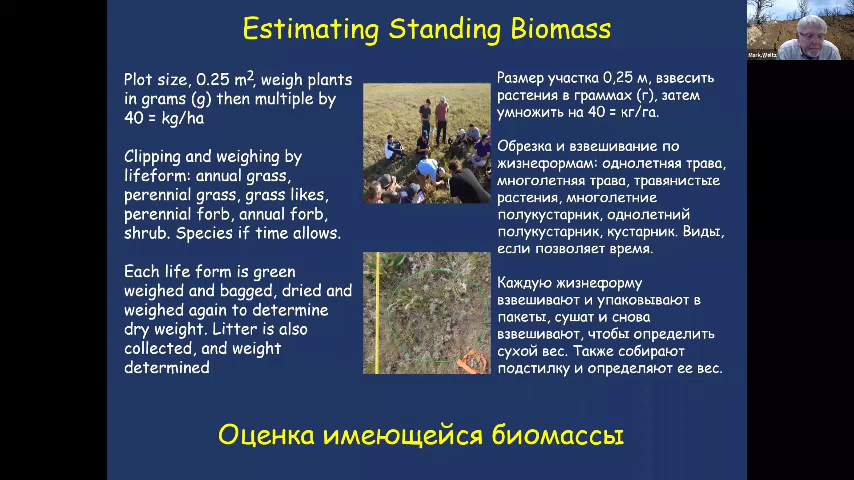 Estimating Standing Biomass
Plot size, 0.25 m2, weigh plants
in grams (g) then multiple by
40 = kg/ha
Clipping and weighing by
lifeform: annual grass,
perennial grass, grass likes,
perennial forb, annual forb,
shrub. Species if time allows.
Each life form is green
weighed and bagged, dried and
weighed again to determine
dry weight. Litter is also
collected, and weight
determined
Размер участка 0,25 м, взвесить
растения в граммах (г), затем
умножить на 40 = кг/га.
Обрезка и взвешивание по
жизнеформам: однолетняя трава,
многолетняя трава, травянистые
растения, многолетние
полукустарник, однолетний
полукустарник, кустарник. Виды,
если позволяет время.
Каждую жизнеформу
взвешивают и упаковывают в
пакеты, сушат и снова
взвешивают, чтобы определить
сухой вес. Также собирают
подстилку и определяют ее вес.
Оценка имеющейся биомассы
Mark.Weltz